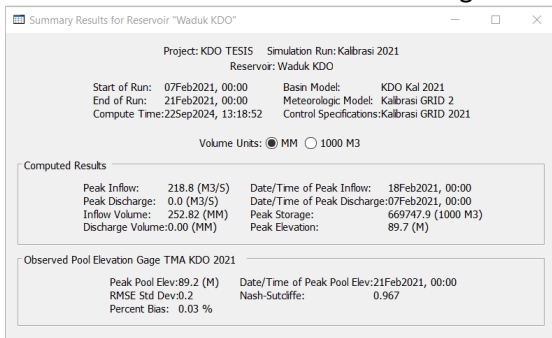 Summary Results for Reservoir "Waduk KDO"
Project: KDO TESIS Simulation Run: Kalibrasi 2021
Reservoir: Waduk KDO
Start of Run: 07Feb2021, 00:00 Basin Model: KDO Kal 2021
End of Run: 21Feb2021, 00:00 Meteorologic Model: Kalibrasi GRID 2
Compute Time:22Sep2024, 13:18:52 Control Specifications:Kalibrasi GRID 2021
Volume Units: MM 1000 M3
Computed Results
Peak Inflow: 218.8 (M3/S) Date/Time of Peak Inflow: 18Feb2021, 00:00
Peak Discharge: 0.0 (M3/S) Date/Time of Peak Discharge:07Feb2021, 00:00
Inflow Volume: 252.82 (MM) Peak Storage: 669747.9 (1000 M3)
Discharge Volume:0.00 (MM) Peak Elevation: 89.7 (M)
Observed Pool Elevation Gage TMA KDO 2021
Peak Pool Elev:89.2 (M) Date/Time of Peak Pool Elev:21Feb2021, 00:00
RMSE Std Dev:0.2 Nash-Sutcliffe: 0.967
Percent Bias: 0.03 %